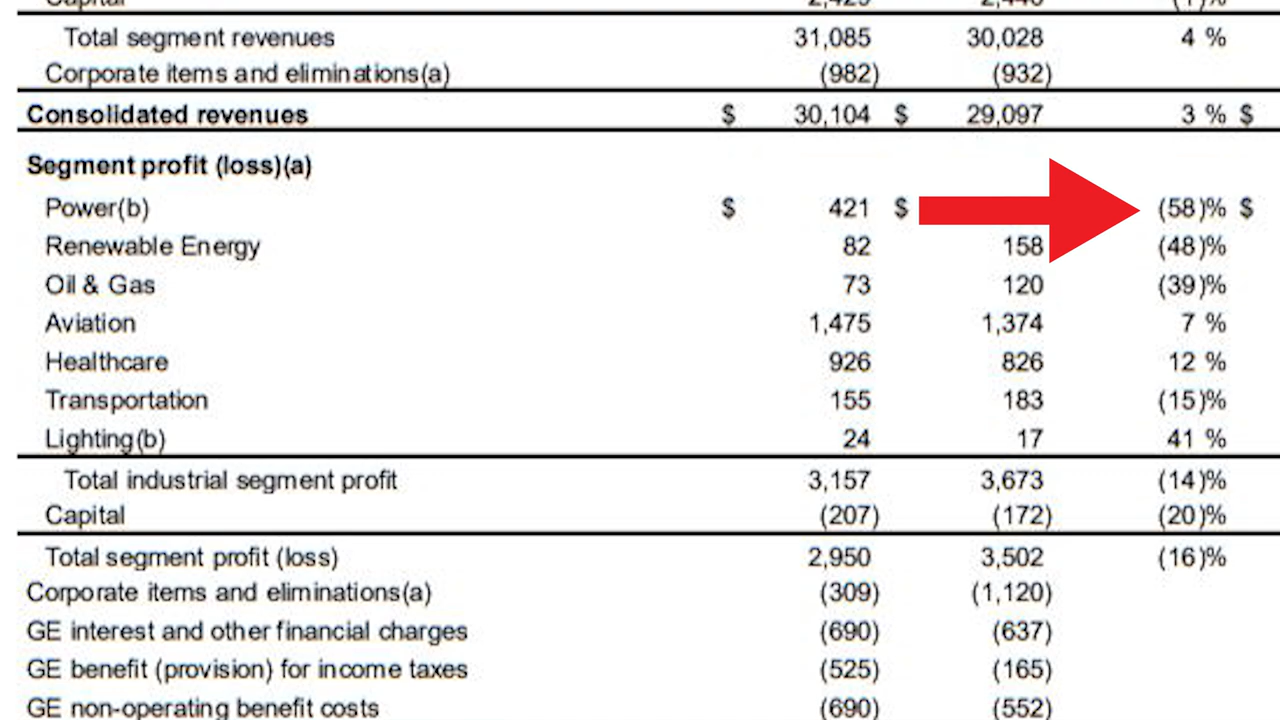 Total segment revenues 31,085 30,028 4 %
Corporate items and eliminations(a) (982) (932)
Consolidated revenues $ 30,104 $ 29,097 3 % $
Segment profit (loss)(a)
Power(b) $ 421 $ (58)% $
Renewable Energy 82 158 (48)%
Oil & Gas 73 120 (39)%
Aviation 1,475 1,374 7 %
Healthcare 926 826 12 %
Transportation 155 183 (15)%
Lighting(b) 24 17 41 %
Total industrial segment profit 3,157 3,673 (14)%
Capital (207) (172) (20)%
Total segment profit (loss) 2,950 3,502 (16)%
Corporate items and eliminations(a) (309) (1,120)
GE interest and other financial charges (690) (637)
GE benefit (provision) for income taxes (525) (165)
GE non-operating benefit costs (690) (552)